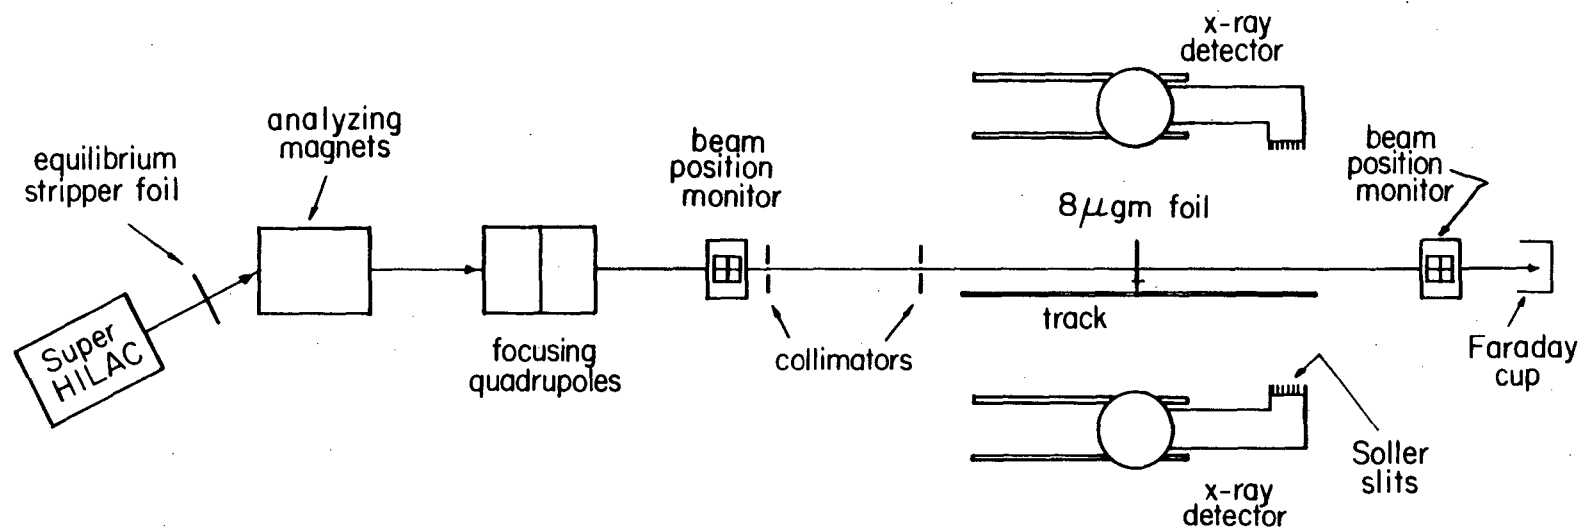 Super
HILAC
equilibrium
stripper foil
analyzing
magnets
focusing
quadrupoles
beam
position
monitor
collimators
x-ray
detector
8μgm foil
track
x-ray
detector
Soller
slits
beam
position
monitor
Faraday
cup